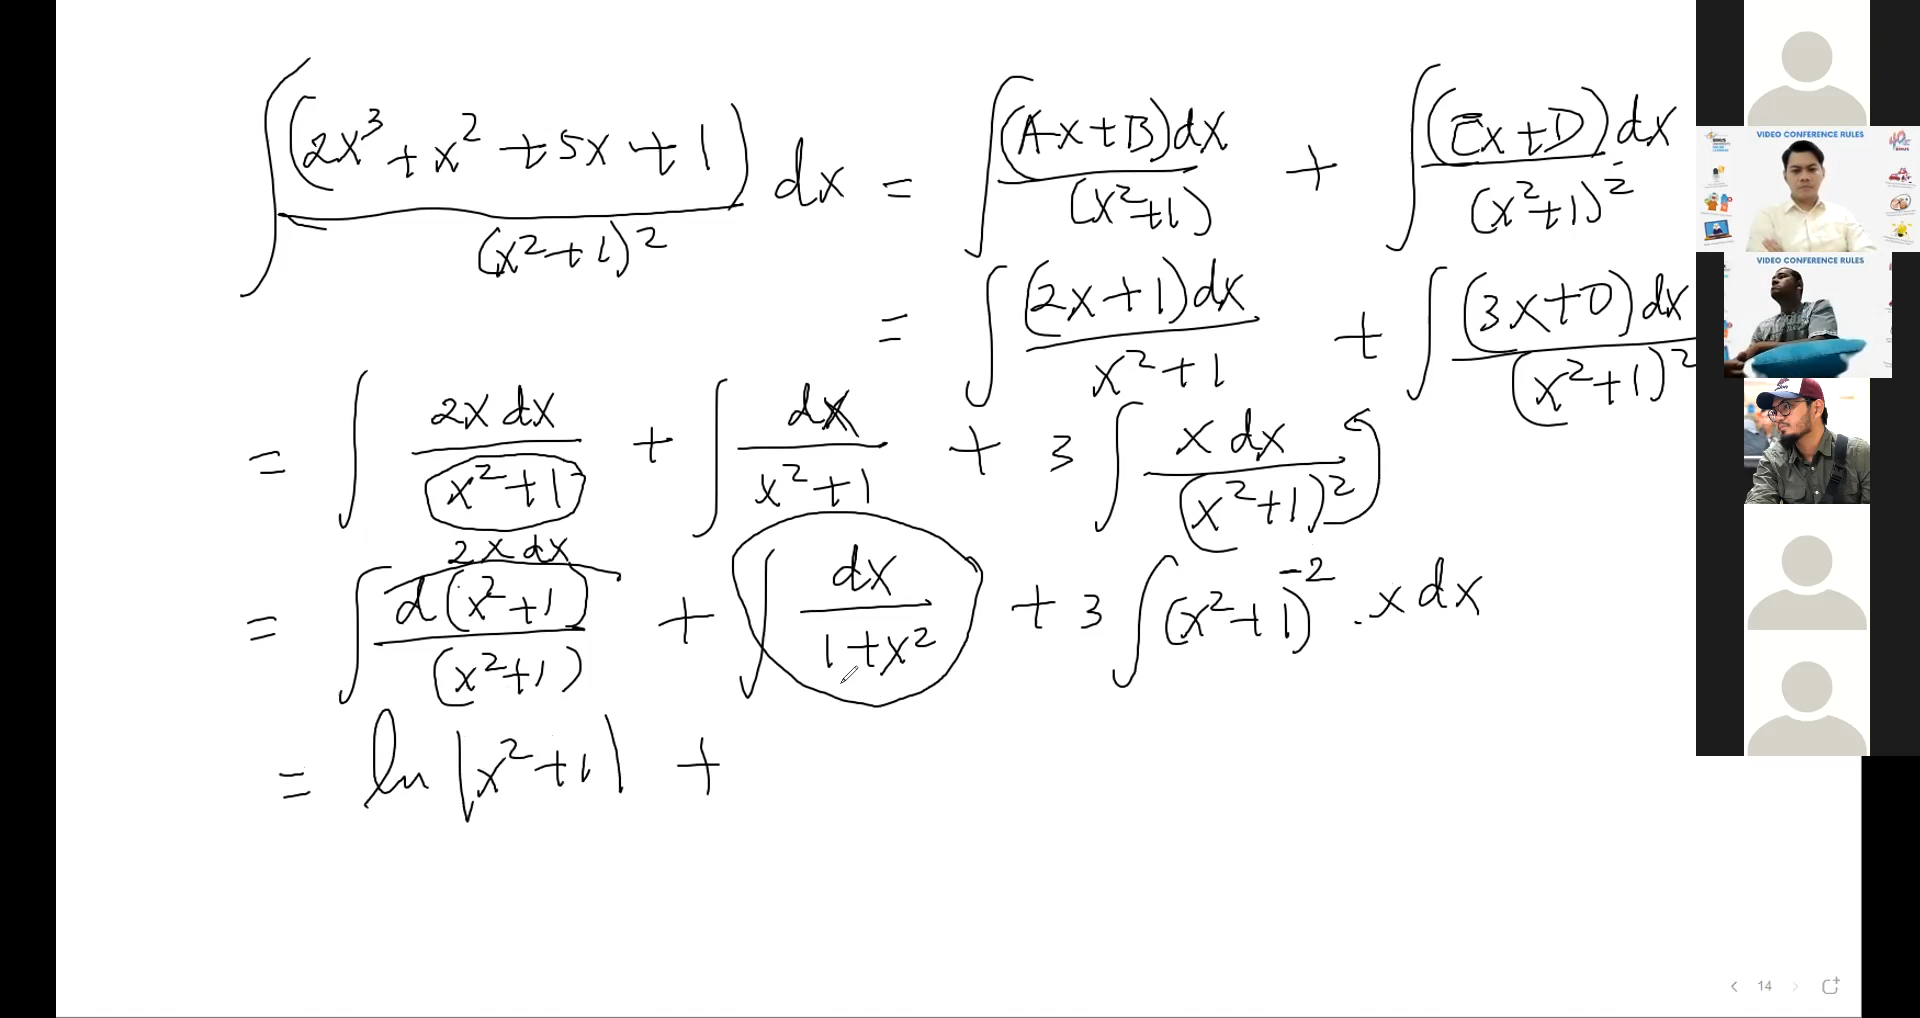 ∫ (2x³ + x² + 5x + 1) / (x²+1)² dx = ∫ (Ax+B)dx / (x²+1) + ∫ (Cx+D)dx / (x²+1)²
= ∫ (2x+1)dx / x²+1 + ∫ (3x+0)dx / (x²+1)²
= ∫ 2x dx / x²+1 + ∫ dx / x²+1 + 3 ∫ x dx / (x²+1)²
2x dx
= ∫ d(x²+1) / (x²+1) + ∫ dx / 1+x² + 3 ∫ (x²+1)⁻² . x dx
= ln |x²+1| +
VIDEO CONFERENCE RULES
VIDEO CONFERENCE RULES
14